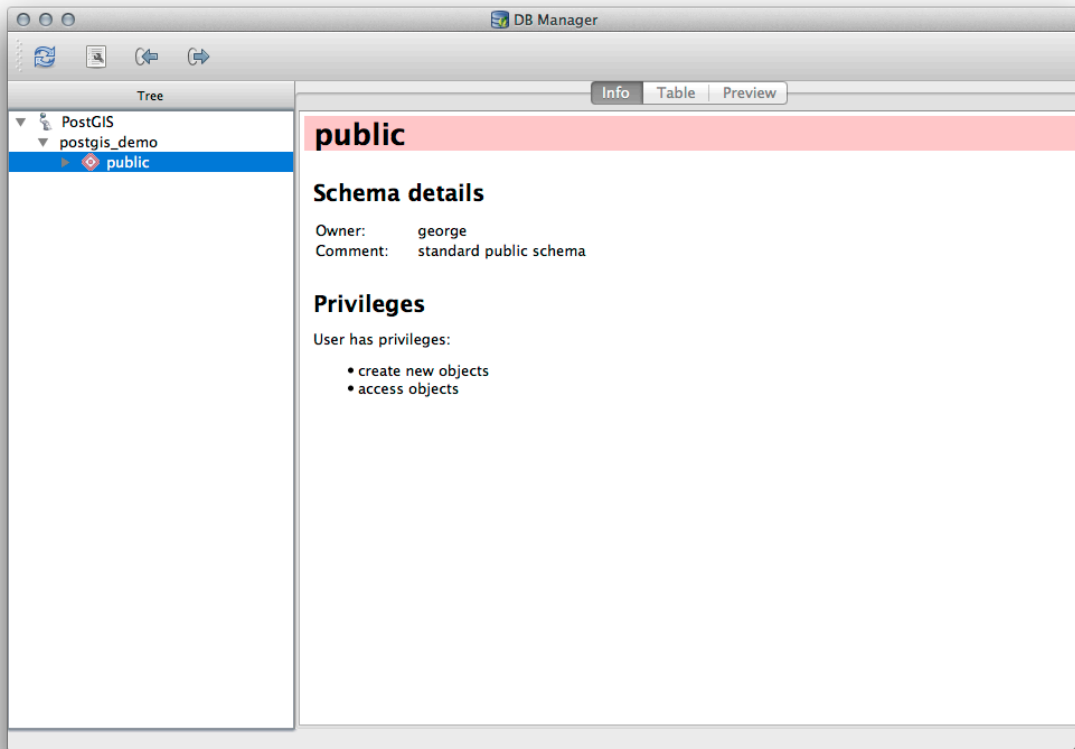 DB Manager
Tree
Info Table Preview
PostGIS
postgis_demo
public
public
Schema details
Owner: george
Comment: standard public schema
Privileges
User has privileges:
• create new objects
• access objects